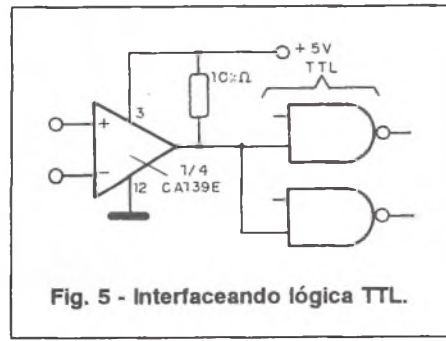 + 5V
TTL
10kΩ
+
3
-
12
1/4
CA139E
Fig. 5 - Interfaceando lógica TTL.